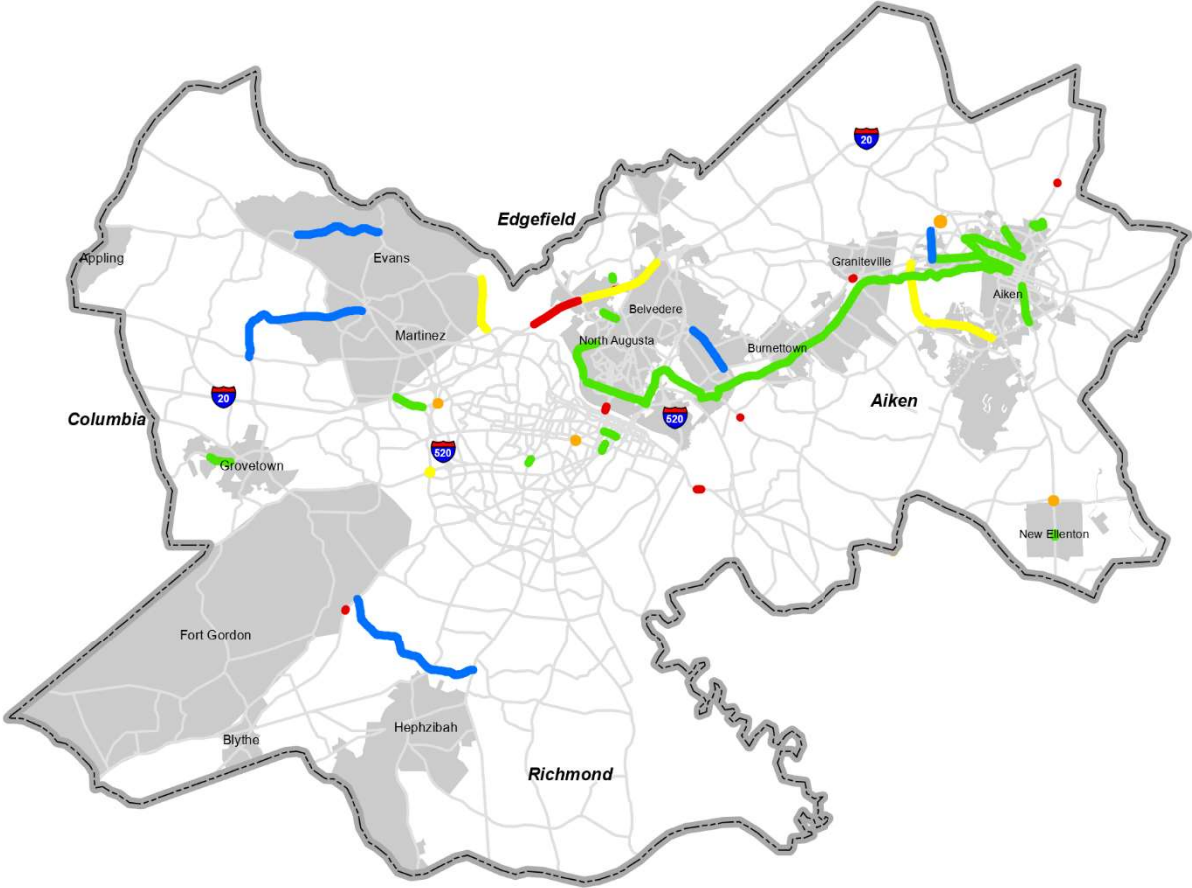 20
Edgefield
Appling
Evans
Graniteville
Aiken
Belvedere
Martinez
North Augusta
Burnettown
20
Columbia
Aiken
520
520
Grovetown
New Ellenton
Fort Gordon
Hephzibah
Blythe
Richmond